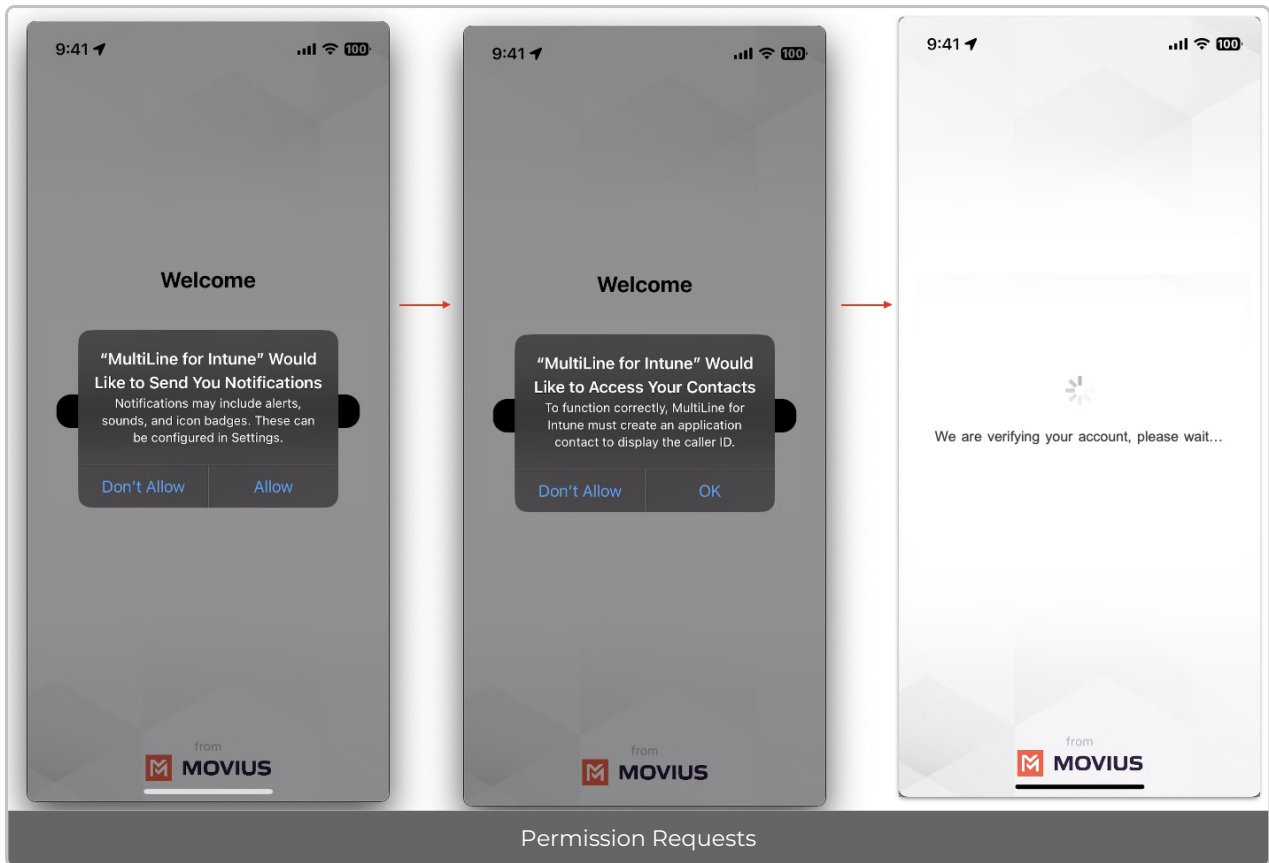 9:41
100
Welcome
“MultiLine for Intune” Would
Like to Send You Notifications
Notifications may include alerts,
sounds, and icon badges. These can
be configured in Settings.
Don’t Allow
Allow
from
MOVIUS
9:41
100
Welcome
“MultiLine for Intune” Would
Like to Access Your Contacts
To function correctly, MultiLine for
Intune must create an application
contact to display the caller ID.
Don’t Allow
OK
from
MOVIUS
9:41
100
We are verifying your account, please wait...
from
MOVIUS
Permission Requests